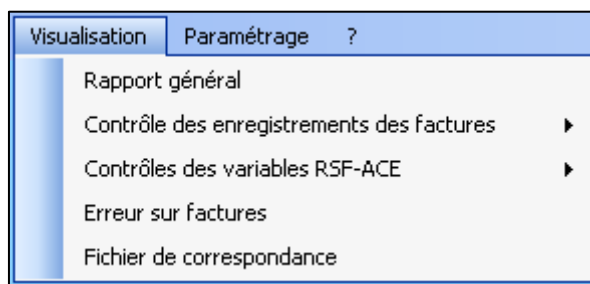 Visualisation Paramétrage ?
Rapport général
Contrôle des enregistrements des factures
Contrôles des variables RSF-ACE
Erreur sur factures
Fichier de correspondance